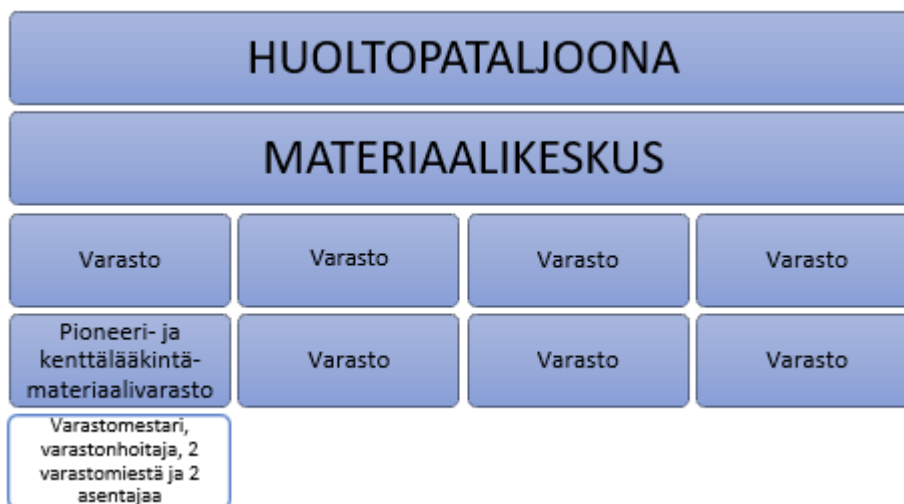 HUOLTOPATALJOONA
MATERIAALIKESKUS
Varasto
Varasto
Varasto
Varasto
Pioneeri- ja
kenttälääkintä-
materiaalivarasto
Varasto
Varasto
Varasto
Varastomestari,
varastonhoitaja, 2
varastomiestä ja 2
asentajaa